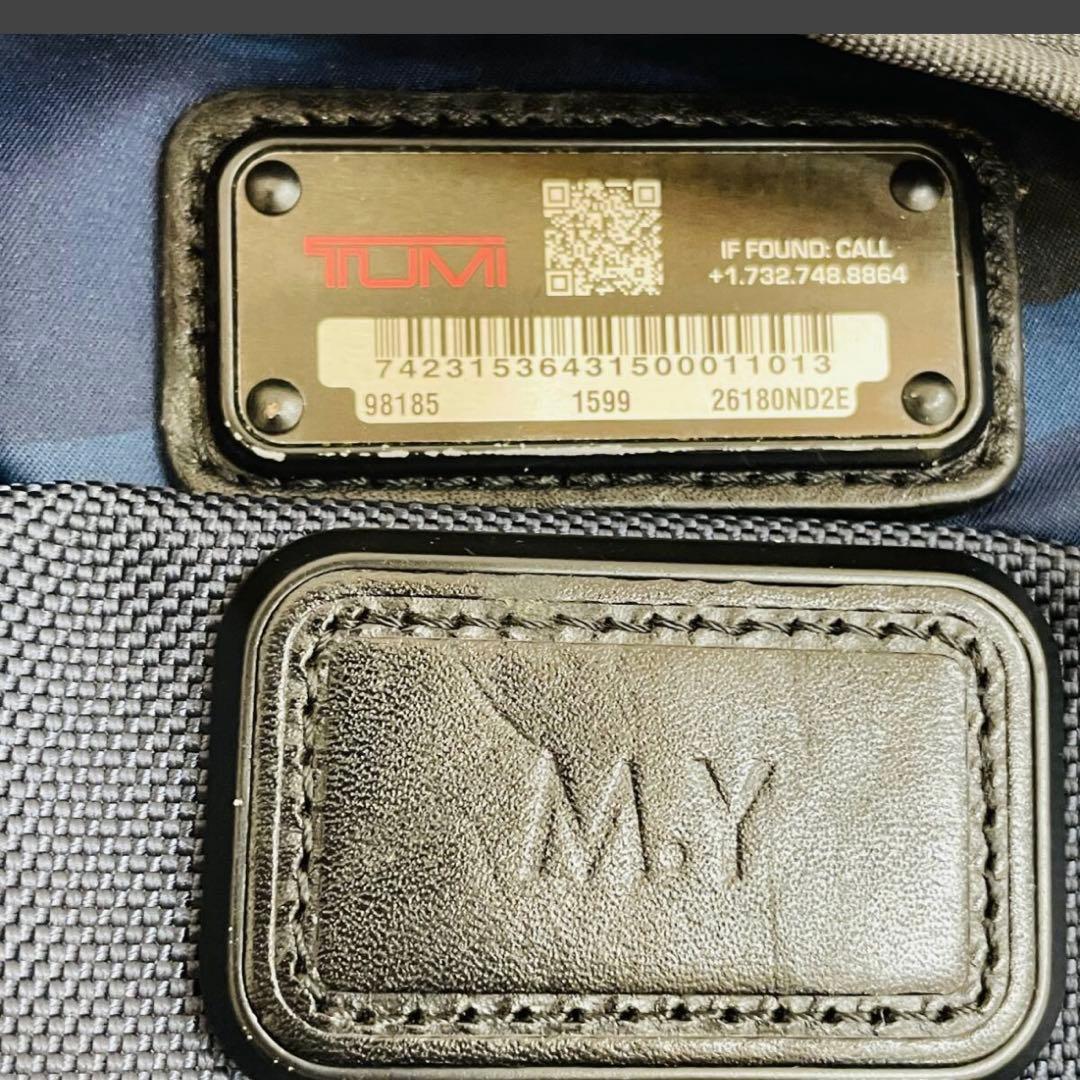 TUMI
IF FOUND: CALL
+1.732.748.8864
74231536431500011013
98185 1599 26180ND2E
M.Y